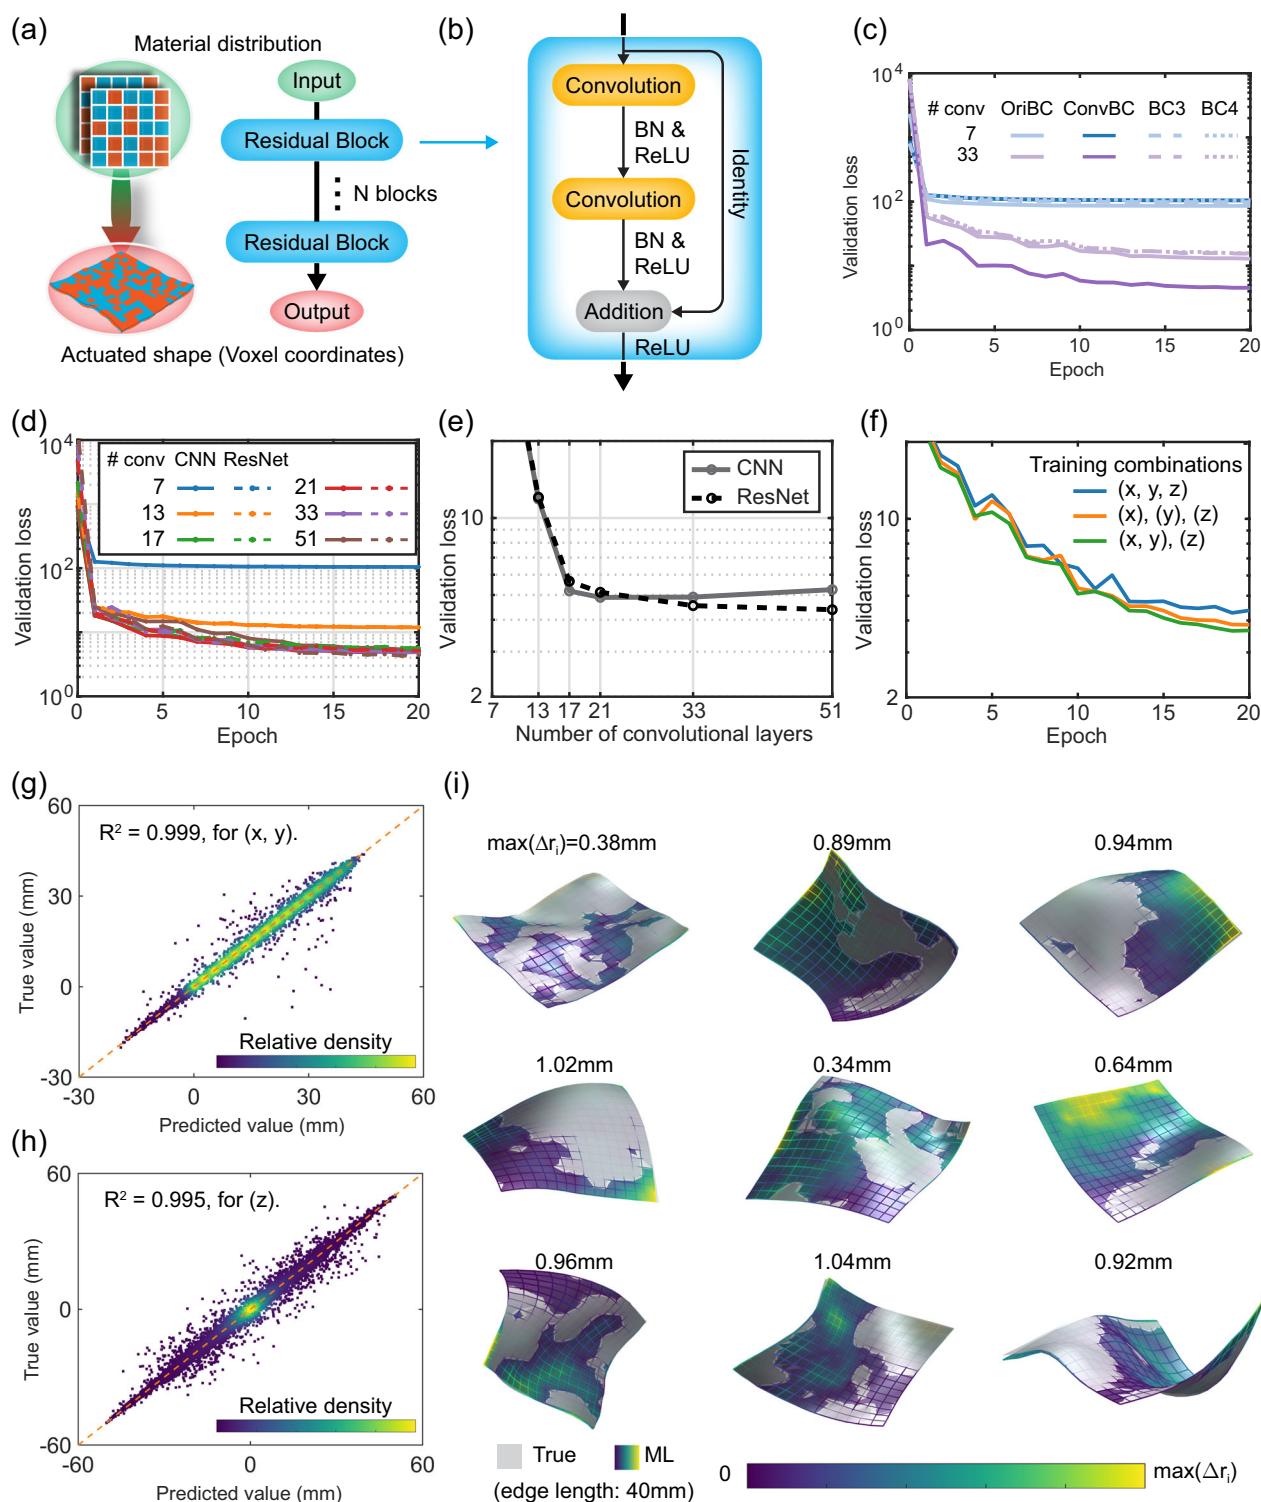 (a)
Material distribution
Input
Residual Block
N blocks
Residual Block
Output
Actuated shape (Voxel coordinates)
(b)
Convolution
BN &
ReLU
Convolution
BN &
ReLU
Identity
Addition
ReLU
(c)
Validation loss
10^4
10^2
10^0
# conv OriBC ConvBC BC3 BC4
7
33
0 5 10 15 20
Epoch
(d)
Validation loss
10^4
10^2
10^0
# conv CNN ResNet
7 21
13 33
17 51
0 5 10 15 20
Epoch
(e)
Validation loss
10
2
CNN
ResNet
7 13 17 21 33 51
Number of convolutional layers
(f)
Validation loss
10
2
Training combinations
(x, y, z)
(x), (y), (z)
(x, y), (z)
0 5 10 15 20
Epoch
(g)
True value (mm)
60
30
0
-30
R² = 0.999, for (x, y).
Relative density
-30 0 30 60
Predicted value (mm)
(h)
True value (mm)
60
0
-60
R² = 0.995, for (z).
Relative density
-60 0 60
Predicted value (mm)
(i)
max(Δrᵢ)=0.38mm 0.89mm 0.94mm
1.02mm 0.34mm 0.64mm
0.96mm 1.04mm 0.92mm
True ML
(edge length: 40mm)
0 max(Δrᵢ)